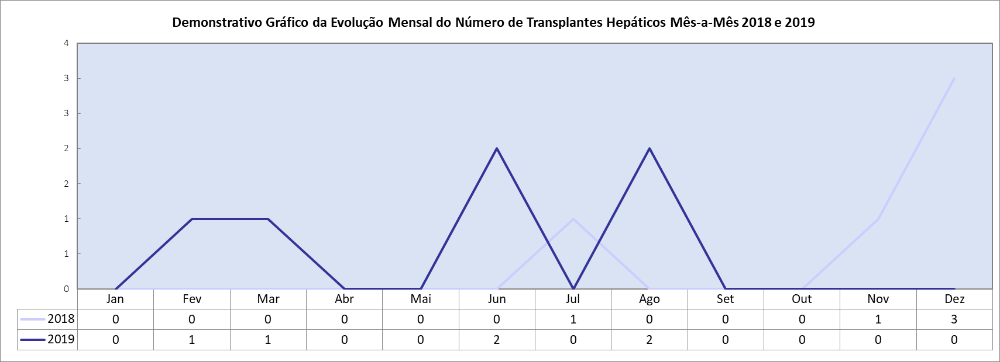 Demonstrativo Gráfico da Evolução Mensal do Número de Transplantes Hepáticos Mês-a-Mês 2018 e 2019
4
3
3
2
2
1
1
0
Jan Fev Mar Abr Mai Jun Jul Ago Set Out Nov Dez
2018 0 0 0 0 0 0 1 0 0 0 1 3
2019 0 1 1 0 0 2 0 2 0 0 0 0